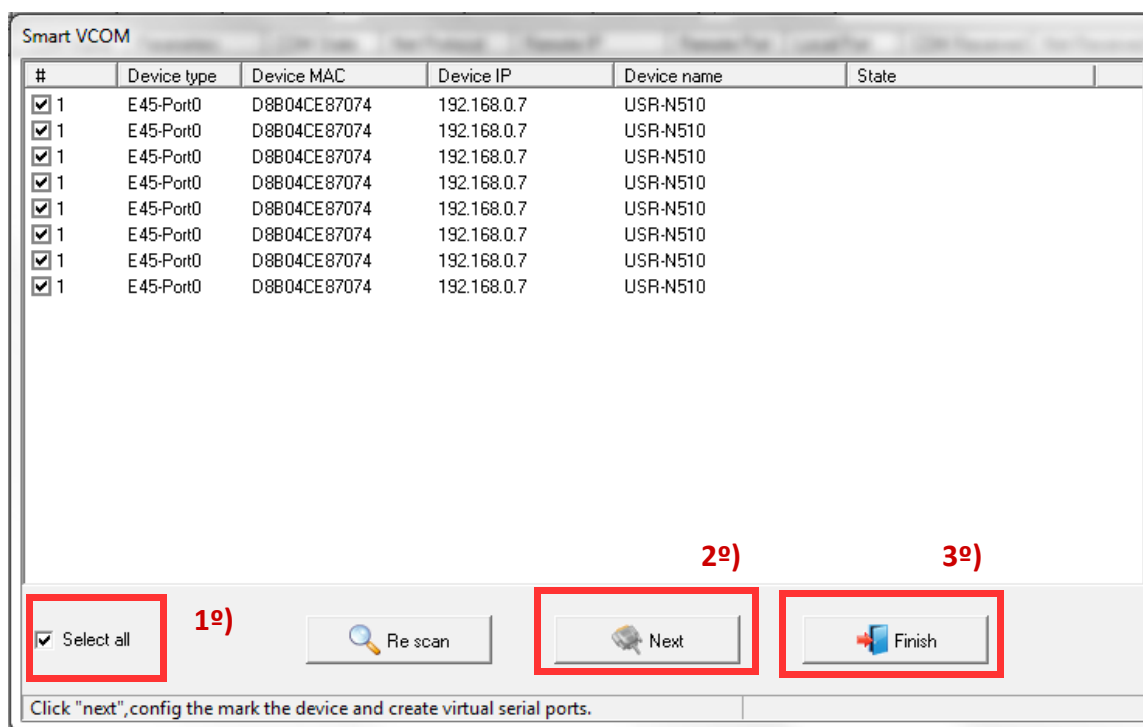 Smart VCOM
# Device type Device MAC Device IP Device name State
1 E45-Port0 D8B04CE87074 192.168.0.7 USR-N510
1 E45-Port0 D8B04CE87074 192.168.0.7 USR-N510
1 E45-Port0 D8B04CE87074 192.168.0.7 USR-N510
1 E45-Port0 D8B04CE87074 192.168.0.7 USR-N510
1 E45-Port0 D8B04CE87074 192.168.0.7 USR-N510
1 E45-Port0 D8B04CE87074 192.168.0.7 USR-N510
1 E45-Port0 D8B04CE87074 192.168.0.7 USR-N510
1 E45-Port0 D8B04CE87074 192.168.0.7 USR-N510
2º) 3º)
1º)
Select all Re scan Next Finish
Click "next",config the mark the device and create virtual serial ports.